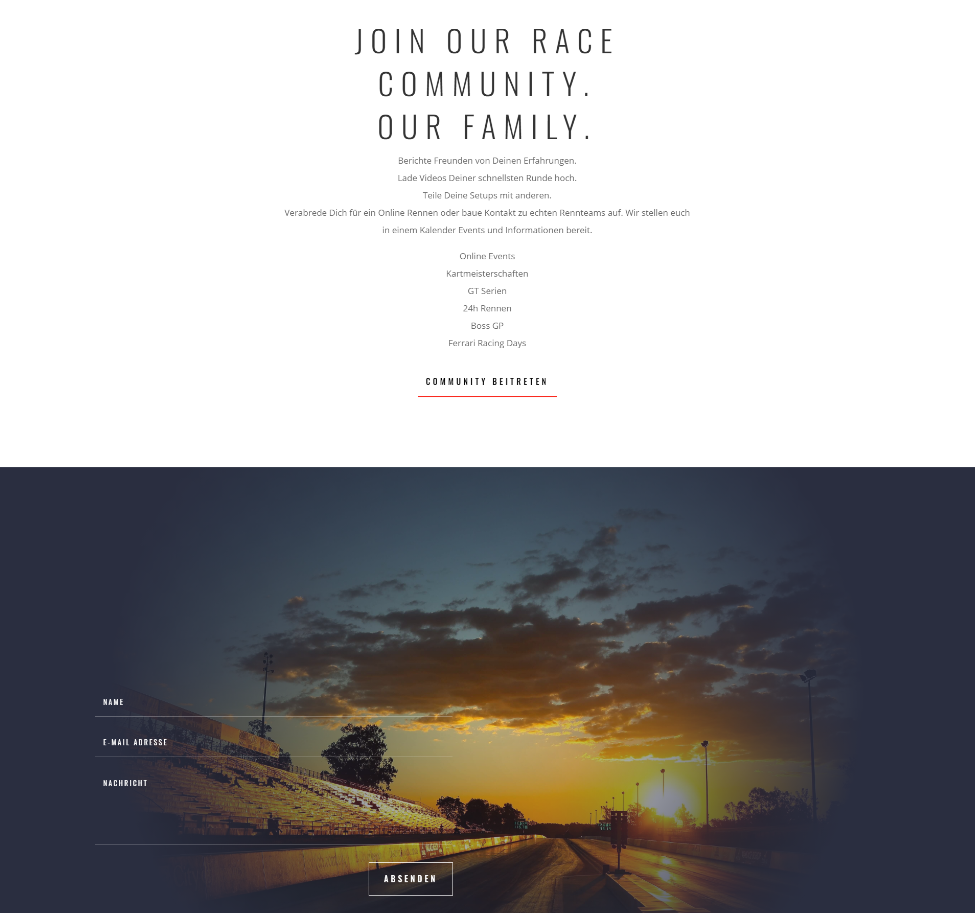 JOIN OUR RACE
COMMUNITY.
OUR FAMILY.
Berichte Freunden von Deinen Erfahrungen.
Lade Videos Deiner schnellsten Runde hoch.
Teile Deine Setups mit anderen.
Verabrede Dich für ein Online Rennen oder baue Kontakt zu echten Rennteams auf. Wir stellen euch
in einem Kalender Events und Informationen bereit.
Online Events
Kartmeisterschaften
GT Serien
24h Rennen
Boss GP
Ferrari Racing Days
COMMUNITY BEITRETEN
NAME
E-MAIL ADRESSE
NACHRICHT
ABSENDEN